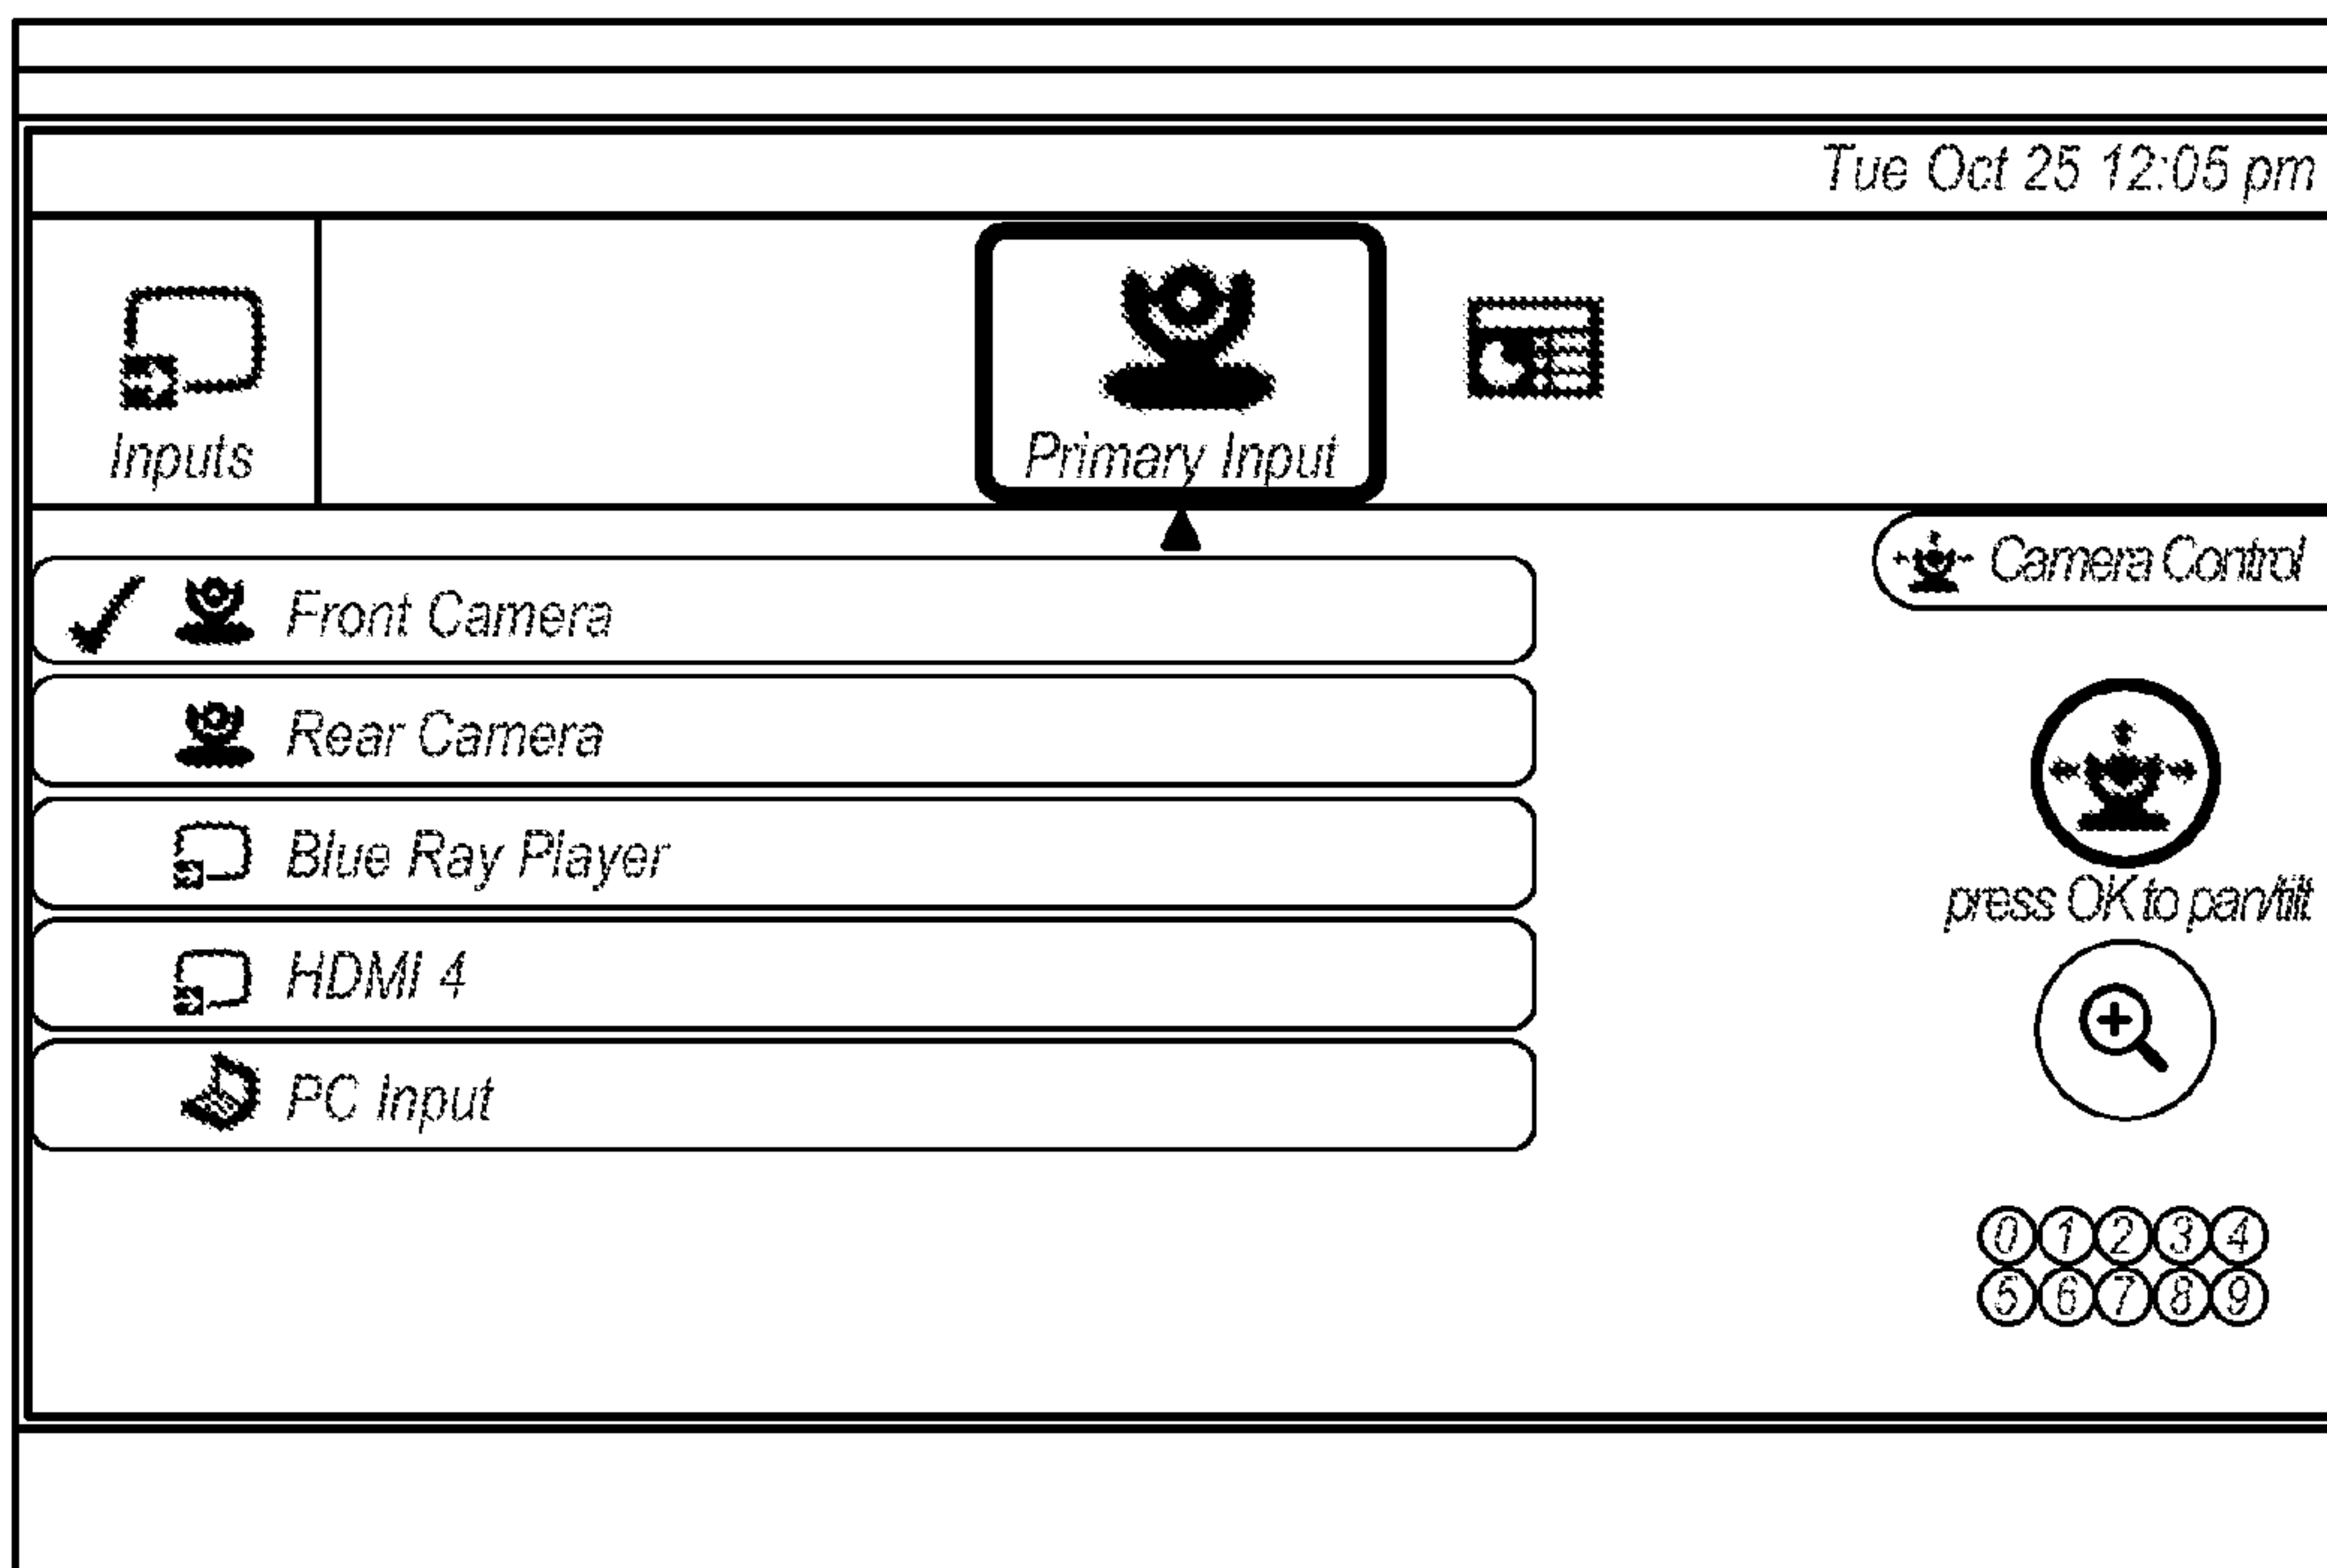 Tue Oct 25 12:05 pm
Inputs
Primary Input
Camera Control
Front Camera
Rear Camera
Blue Ray Player
HDMI 4
PC Input
press OK to pan/tilt
0 1 2 3 4
5 6 7 8 9